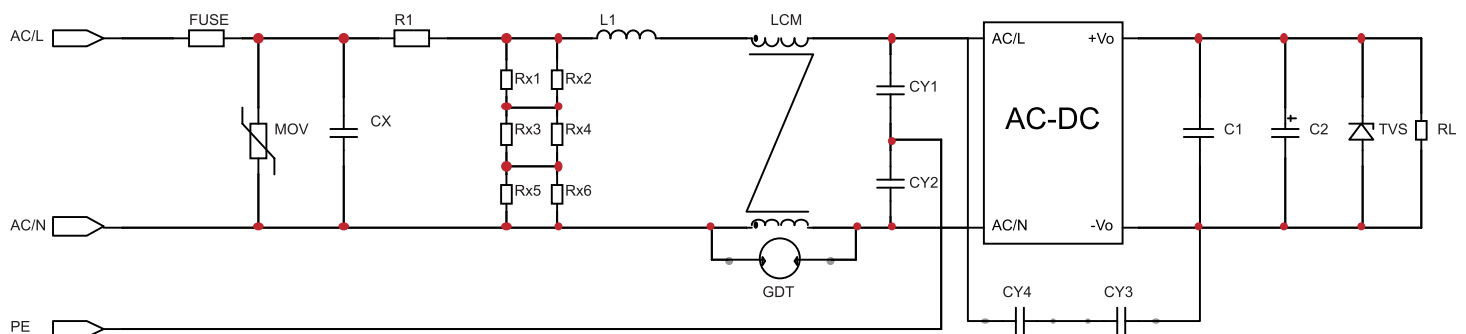 FUSE R1 L1 LCM
AC/L AC/L +Vo
Rx1 Rx2 CY1
MOV CX Rx3 Rx4 AC-DC C1 + C2 TVS RL
Rx5 Rx6 CY2
AC/N AC/N -Vo
GDT CY4 CY3
PE